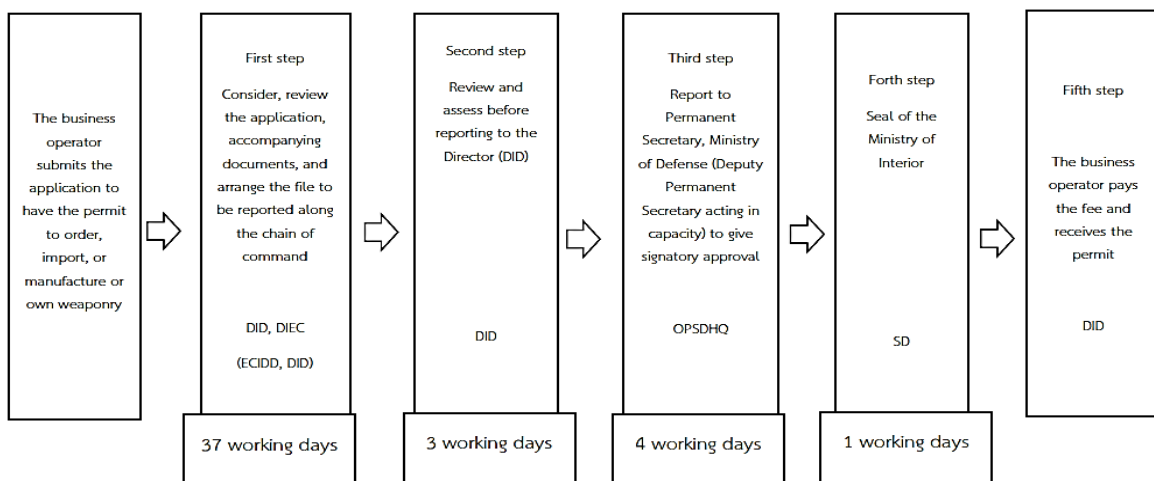 The business
operator
submits the
application to
have the permit
to order,
import, or
manufacture or
own weaponry
First step
Consider, review
the application,
accompanying
documents, and
arrange the file to
be reported along
the chain of
command
DID, DIEC
(ECIDD, DID)
37 working days
Second step
Review and
assess before
reporting to the
Director (DID)
DID
3 working days
Third step
Report to
Permanent
Secretary, Ministry
of Defense (Deputy
Permanent
Secretary acting in
capacity) to give
signatory approval
OPSDHQ
4 working days
Forth step
Seal of the
Ministry of
Interior
SD
1 working days
Fifth step
The business
operator pays
the fee and
receives the
permit
DID